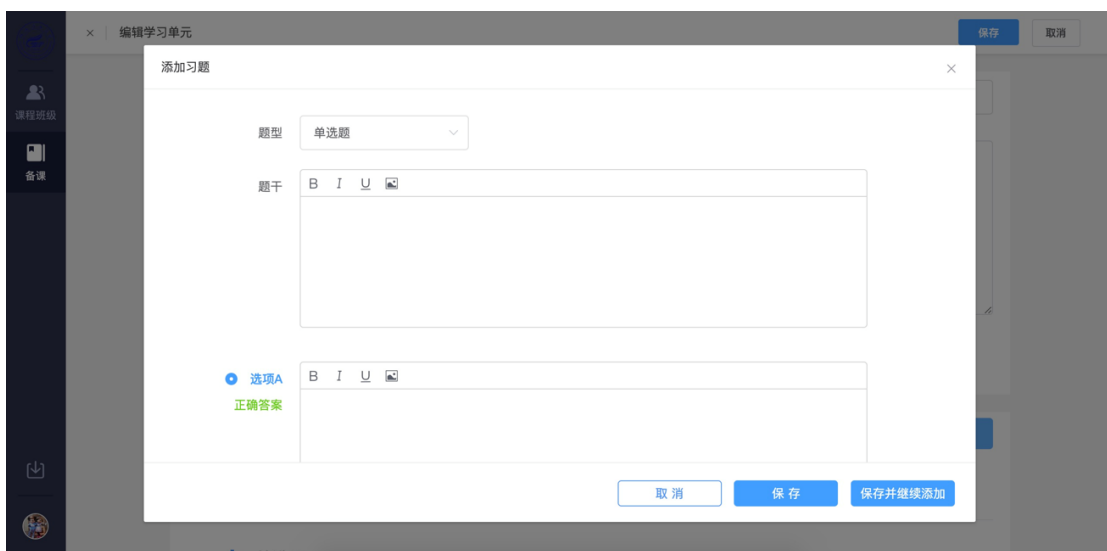 × 编辑学习单元 保存 取消
添加习题 ×
课程班级
题型 单选题
备课
题干 B I U
选项A B I U
正确答案
取 消 保 存 保存并继续添加